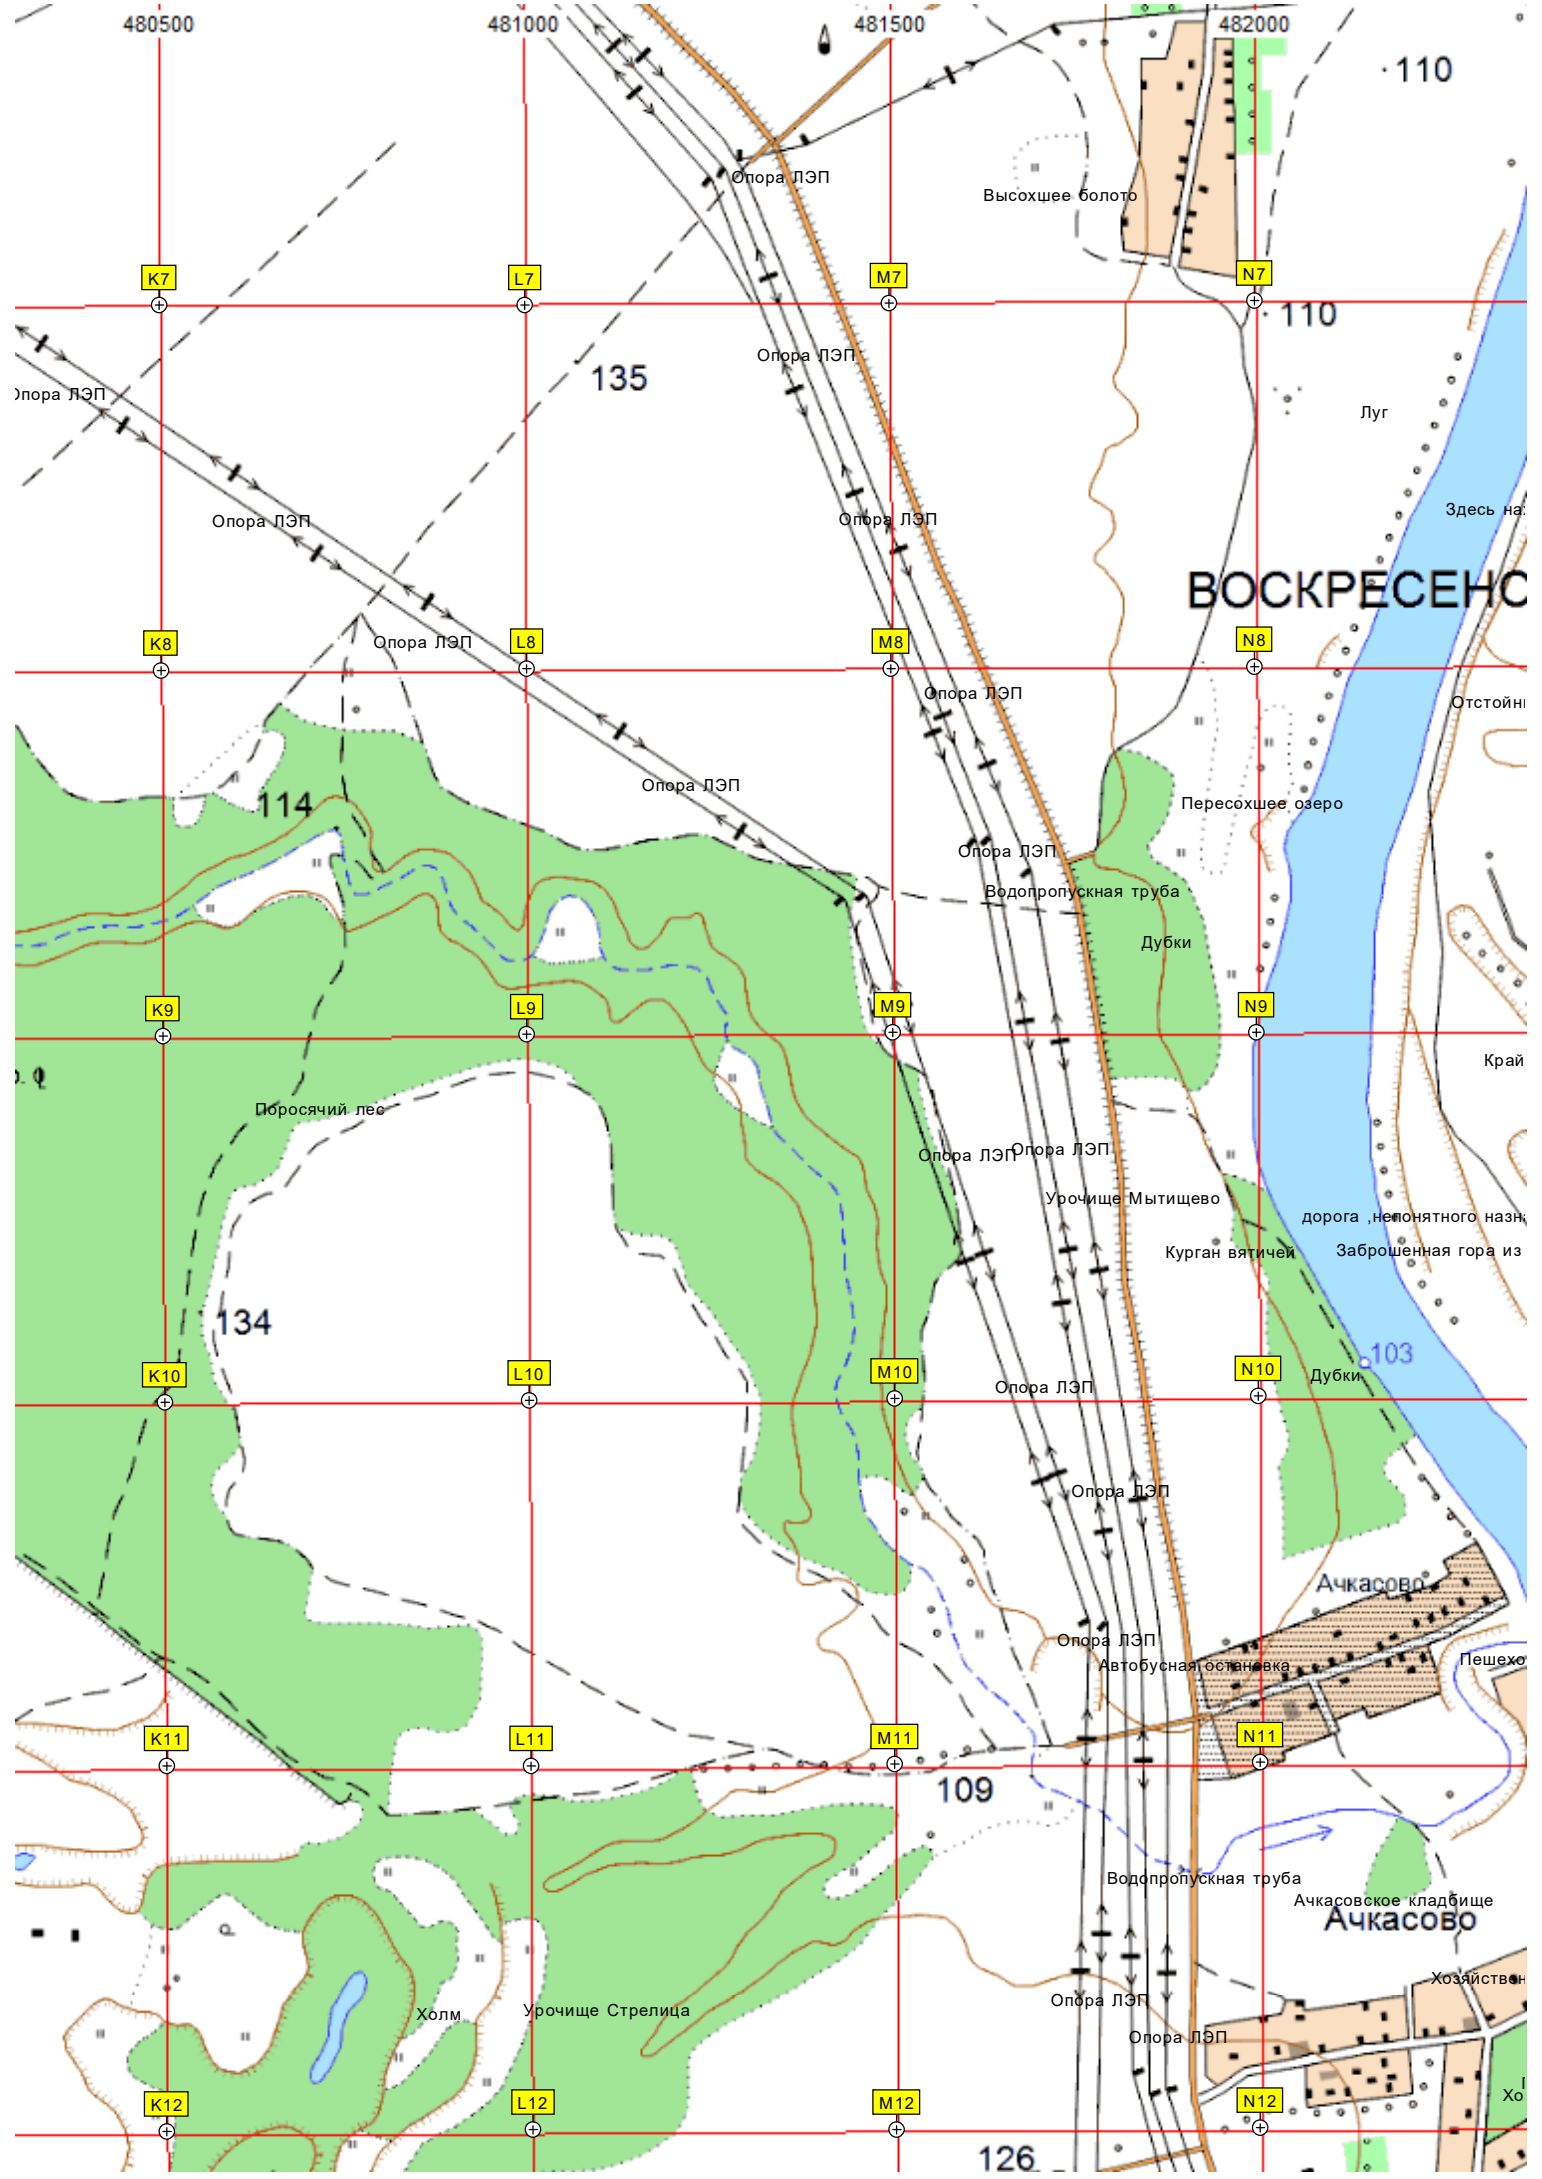 480500 481000 481500 482000
110
Опора ЛЭП
Высохшее болото
K7 L7 M7 N7
110
Опора ЛЭП
135
Опора ЛЭП
Луг
Здесь на
Опора ЛЭП
Опора ЛЭП
ВОСКРЕСЕНС
K8 Опора ЛЭП L8 M8 N8
Опора ЛЭП
Отстойн
Опора ЛЭП
114
Пересохшее озеро
Опора ЛЭП
Водопропускная труба
Дубки
K9 L9 M9 N9
Край
Поросячий лес
Опора ЛЭП
Опора ЛЭП
Урочище Мытищево
дорога ,непонятного назн
Курган вятичей
Заброшенная гора из
134
103
K10 L10 M10 N10
Дубки
Опора ЛЭП
Опора ЛЭП
Ачкасово
Опора ЛЭП
Автобусная остановка
Пешехо
K11 L11 M11 N11
109
Водопропускная труба
Ачкасовское кладбище
Ачкасово
Хозяйствен
Опора ЛЭП
Холм
Урочище Стрелица
Опора ЛЭП
Хо
K12 L12 M12 N12
126